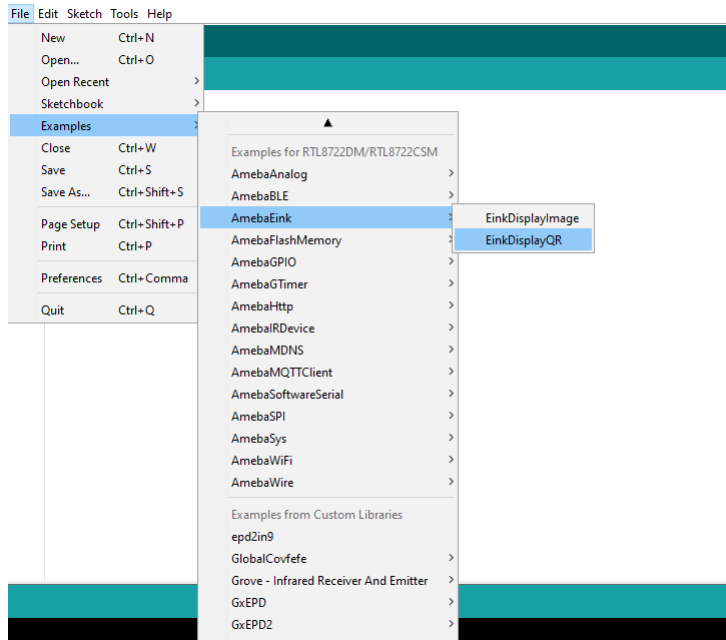 File Edit Sketch Tools Help
New Ctrl+N
Open... Ctrl+O
Open Recent
Sketchbook
Examples
Close Ctrl+W
Save Ctrl+S
Save As... Ctrl+Shift+S
Page Setup Ctrl+Shift+P
Print Ctrl+P
Preferences Ctrl+Comma
Quit Ctrl+Q
Examples for RTL8722DM/RTL8722CSM
AmebaAnalog
AmebaBLE
AmebaEink
AmebaFlashMemory
AmebaGPIO
AmebaGTimer
AmebaHttp
AmebaIRDevice
AmebaMDNS
AmebaMQTTClient
AmebaSoftwareSerial
AmebaSPI
AmebaSys
AmebaWiFi
AmebaWire
Examples from Custom Libraries
epd2in9
GlobalCovfefe
Grove - Infrared Receiver And Emitter
GxEPD
GxEPD2
EinkDisplayImage
EinkDisplayQR